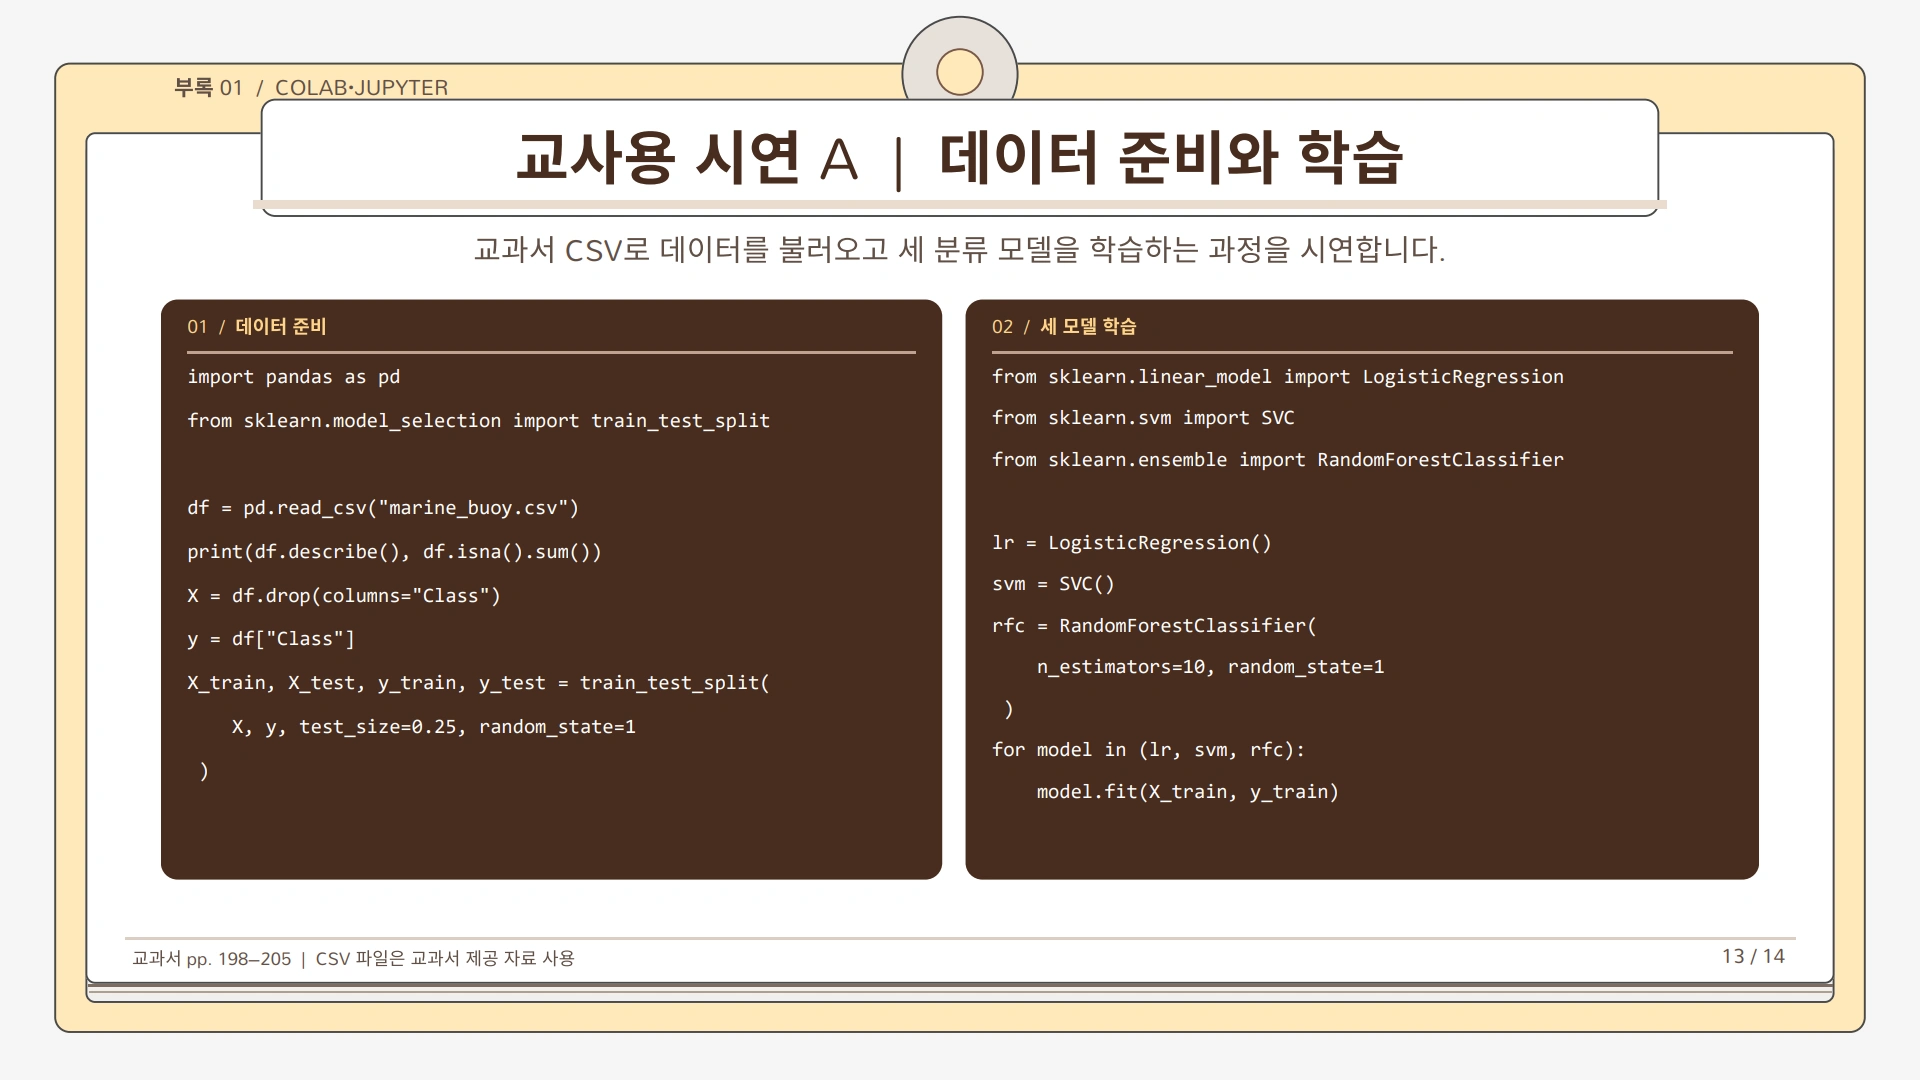 부록 01 / COLAB·JUPYTER
교사용 시연 A | 데이터 준비와 학습
교과서 CSV로 데이터를 불러오고 세 분류 모델을 학습하는 과정을 시연합니다.
01 / 데이터 준비
import pandas as pd
from sklearn.model_selection import train_test_split
df = pd.read_csv("marine_buoy.csv")
print(df.describe(), df.isna().sum())
X = df.drop(columns="Class")
y = df["Class"]
X_train, X_test, y_train, y_test = train_test_split(
    X, y, test_size=0.25, random_state=1
 )
02 / 세 모델 학습
from sklearn.linear_model import LogisticRegression
from sklearn.svm import SVC
from sklearn.ensemble import RandomForestClassifier
lr = LogisticRegression()
svm = SVC()
rfc = RandomForestClassifier(
    n_estimators=10, random_state=1
 )
for model in (lr, svm, rfc):
    model.fit(X_train, y_train)
교과서 pp. 198–205 | CSV 파일은 교과서 제공 자료 사용
13 / 14